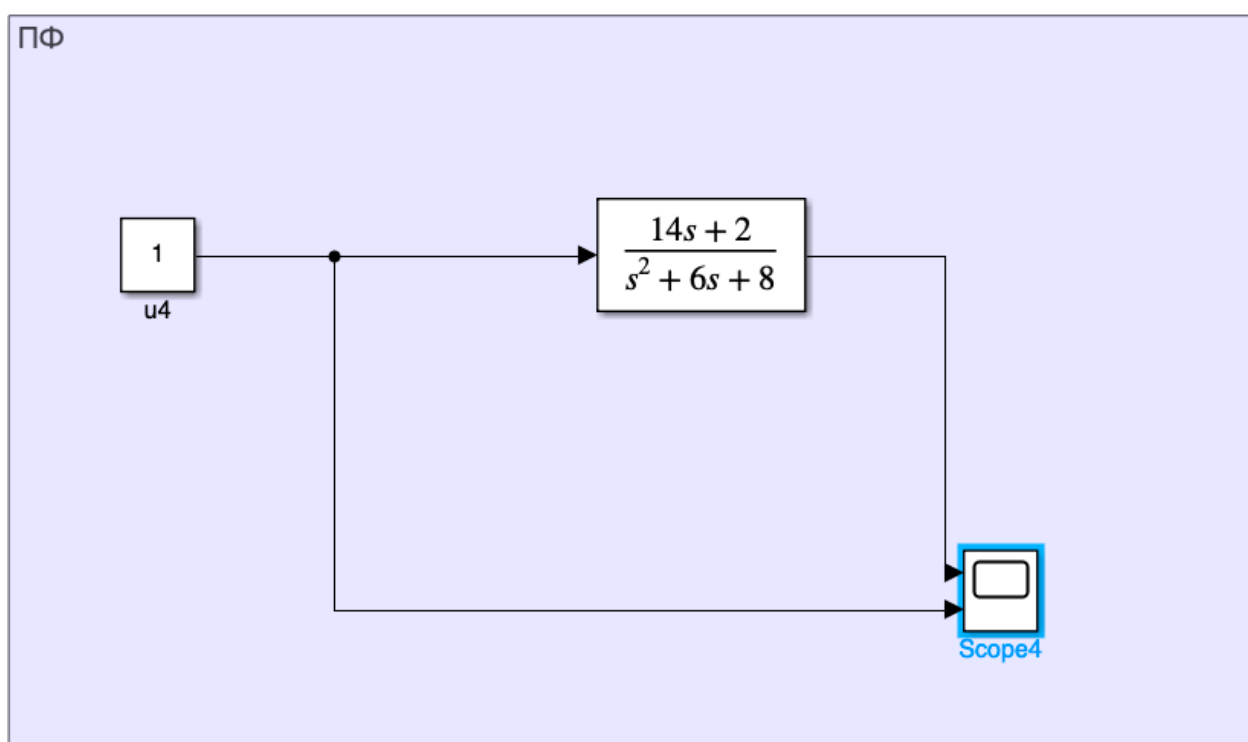 ПФ
1
u4
14s + 2
s² + 6s + 8
Scope4